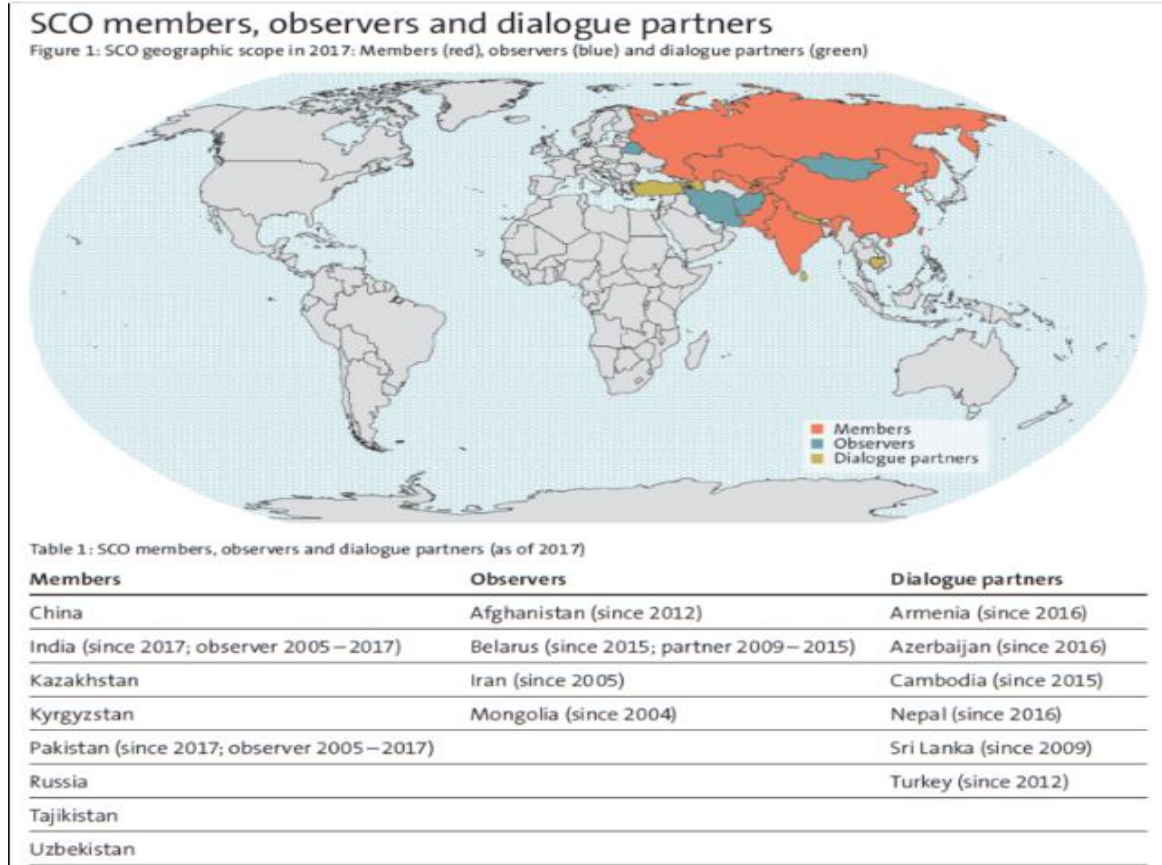 SCO members, observers and dialogue partners
Figure 1: SCO geographic scope in 2017: Members (red), observers (blue) and dialogue partners (green)
Members
Observers
Dialogue partners
Table 1: SCO members, observers and dialogue partners (as of 2017)
Members Observers Dialogue partners
China Afghanistan (since 2012) Armenia (since 2016)
India (since 2017; observer 2005–2017) Belarus (since 2015; partner 2009–2015) Azerbaijan (since 2016)
Kazakhstan Iran (since 2005) Cambodia (since 2015)
Kyrgyzstan Mongolia (since 2004) Nepal (since 2016)
Pakistan (since 2017; observer 2005–2017) Sri Lanka (since 2009)
Russia Turkey (since 2012)
Tajikistan
Uzbekistan